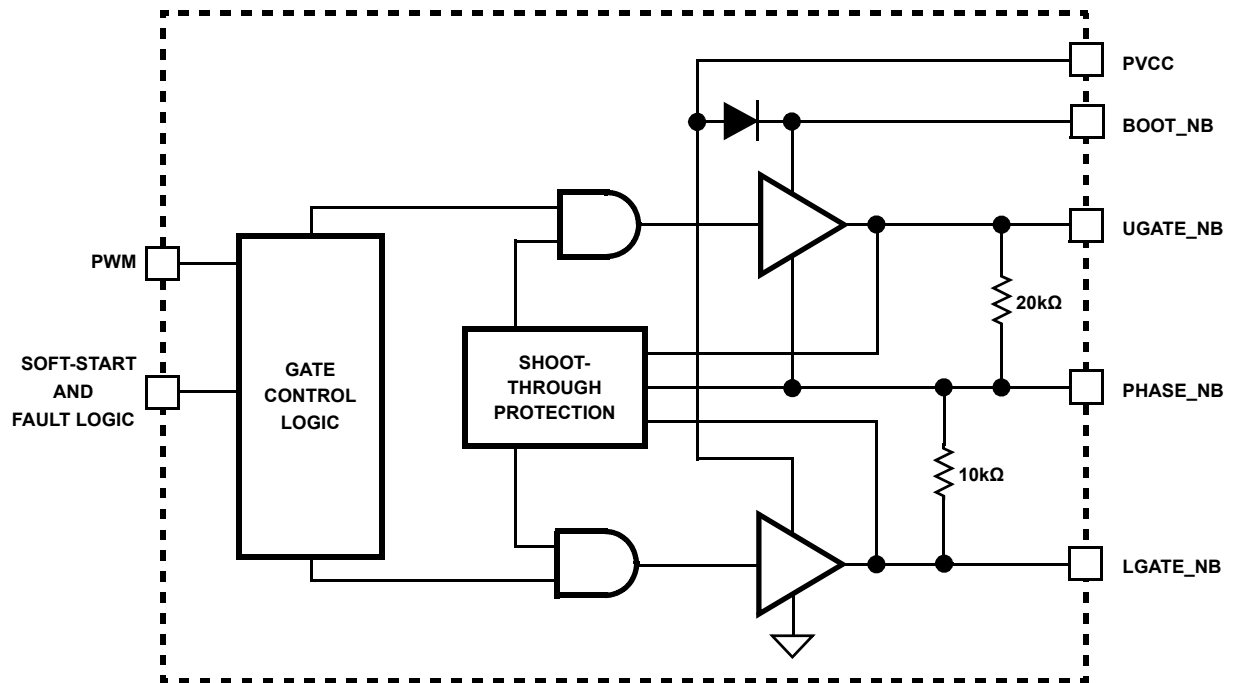 PVCC
BOOT_NB
UGATE_NB
PWM
20kΩ
SOFT-START
AND
FAULT LOGIC
GATE
CONTROL
LOGIC
SHOOT-
THROUGH
PROTECTION
PHASE_NB
10kΩ
LGATE_NB